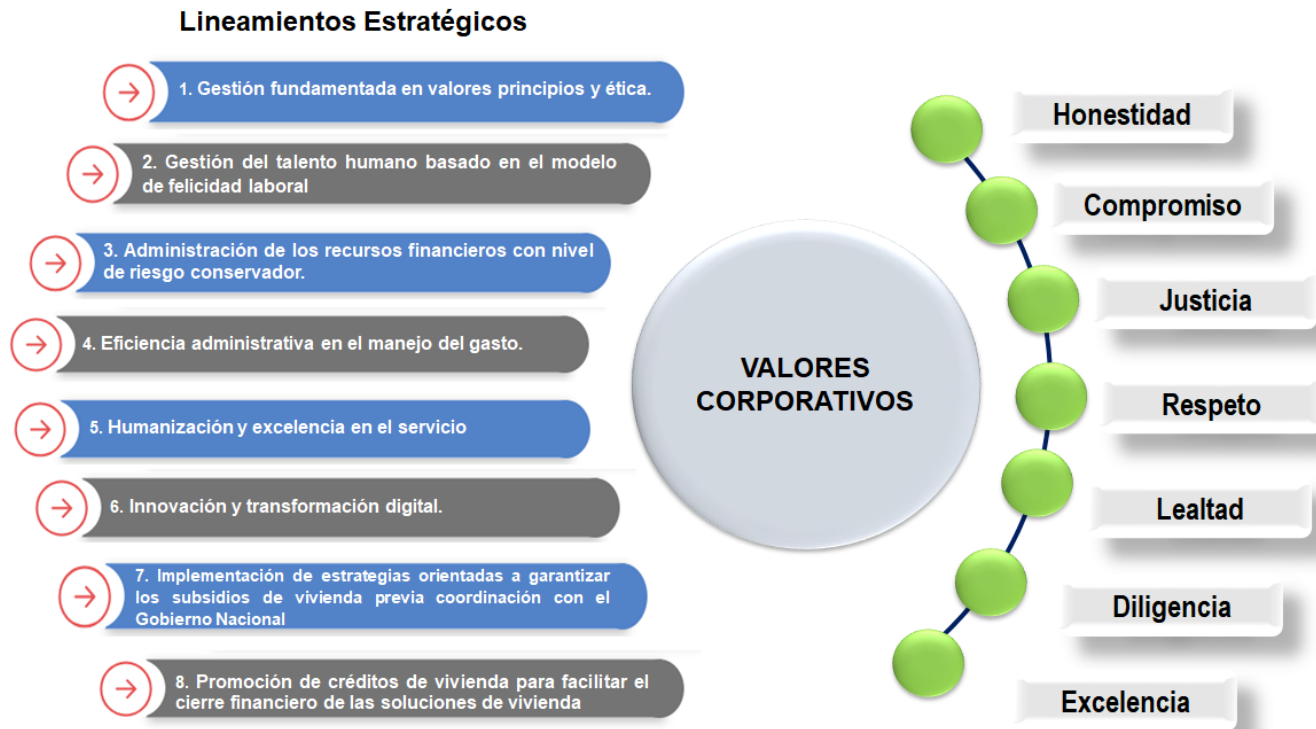 Lineamientos Estratégicos
1. Gestión fundamentada en valores principios y ética.
2. Gestión del talento humano basado en el modelo
de felicidad laboral
3. Administración de los recursos financieros con nivel
de riesgo conservador.
4. Eficiencia administrativa en el manejo del gasto.
5. Humanización y excelencia en el servicio
6. Innovación y transformación digital.
7. Implementación de estrategias orientadas a garantizar
los subsidios de vivienda previa coordinación con el
Gobierno Nacional
8. Promoción de créditos de vivienda para facilitar el
cierre financiero de las soluciones de vivienda
VALORES
CORPORATIVOS
Honestidad
Compromiso
Justicia
Respeto
Lealtad
Diligencia
Excelencia